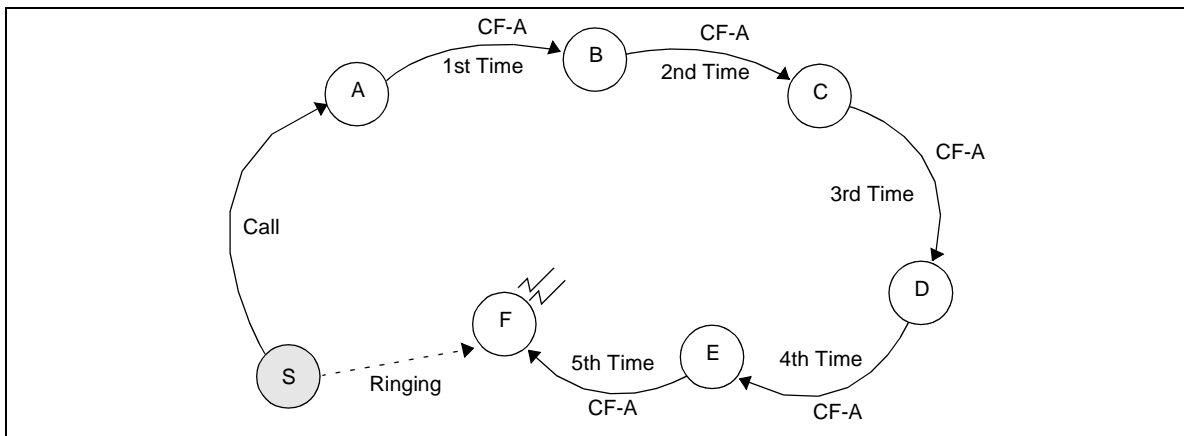 CF-A
1st Time
A
B
CF-A
2nd Time
C
CF-A
3rd Time
Call
D
F
E
4th Time
CF-A
5th Time
CF-A
S
Ringing